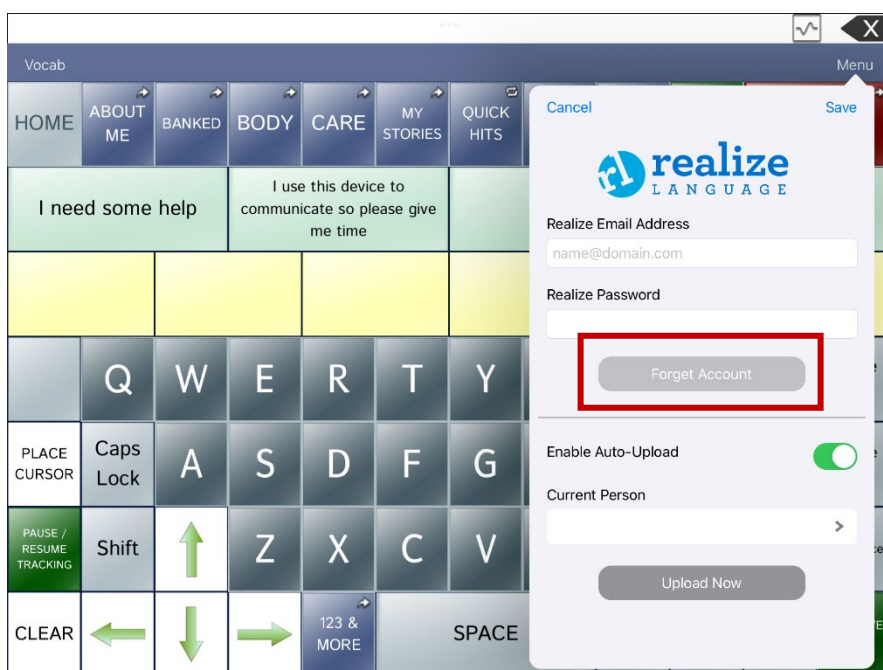 X
Vocab
Menu
HOME
ABOUT
ME
BANKED
BODY
CARE
MY
STORIES
QUICK
HITS
I need some help
I use this device to
communicate so please give
me time
Q
W
E
R
T
Y
PLACE
CURSOR
Caps
Lock
A
S
D
F
G
PAUSE /
RESUME
TRACKING
Shift
Z
X
C
V
CLEAR
123 &
MORE
SPACE
Cancel
Save
rl realize
LANGUAGE
Realize Email Address
name@domain.com
Realize Password
Forget Account
Enable Auto-Upload
Current Person
>
Upload Now